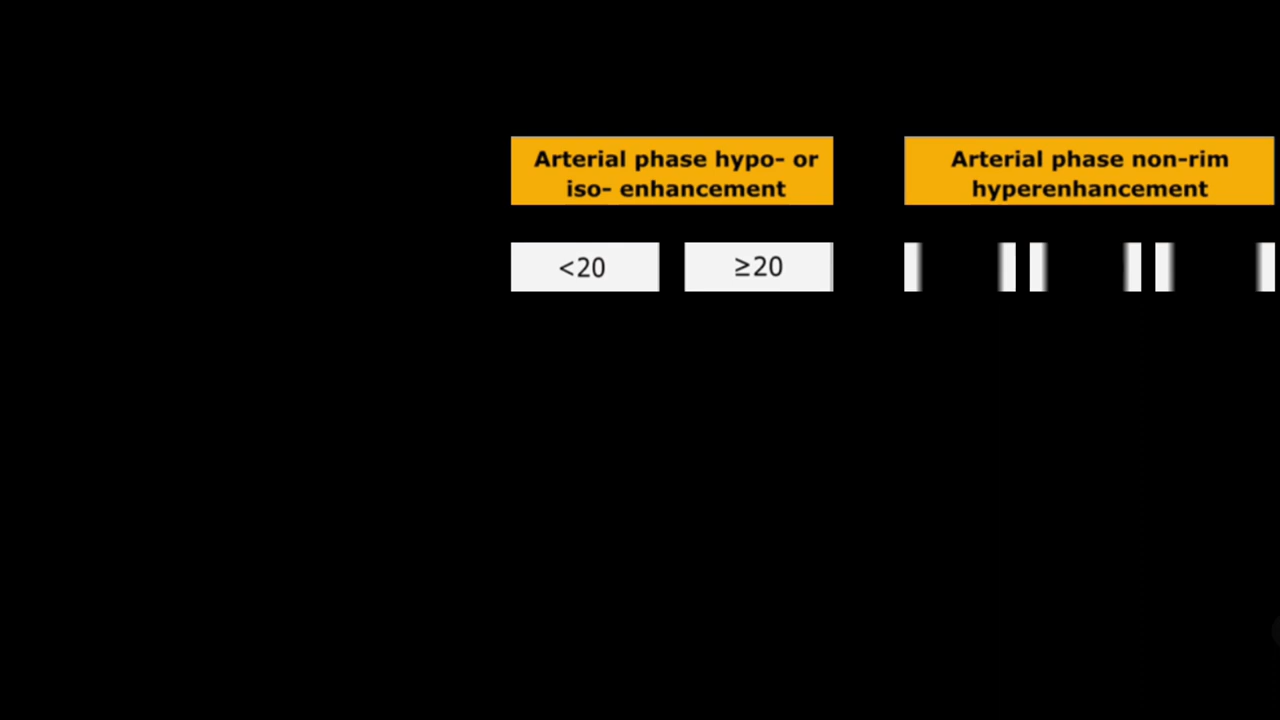 Arterial phase hypo- or
iso- enhancement
Arterial phase non-rim
hyperenhancement
<20
≥20